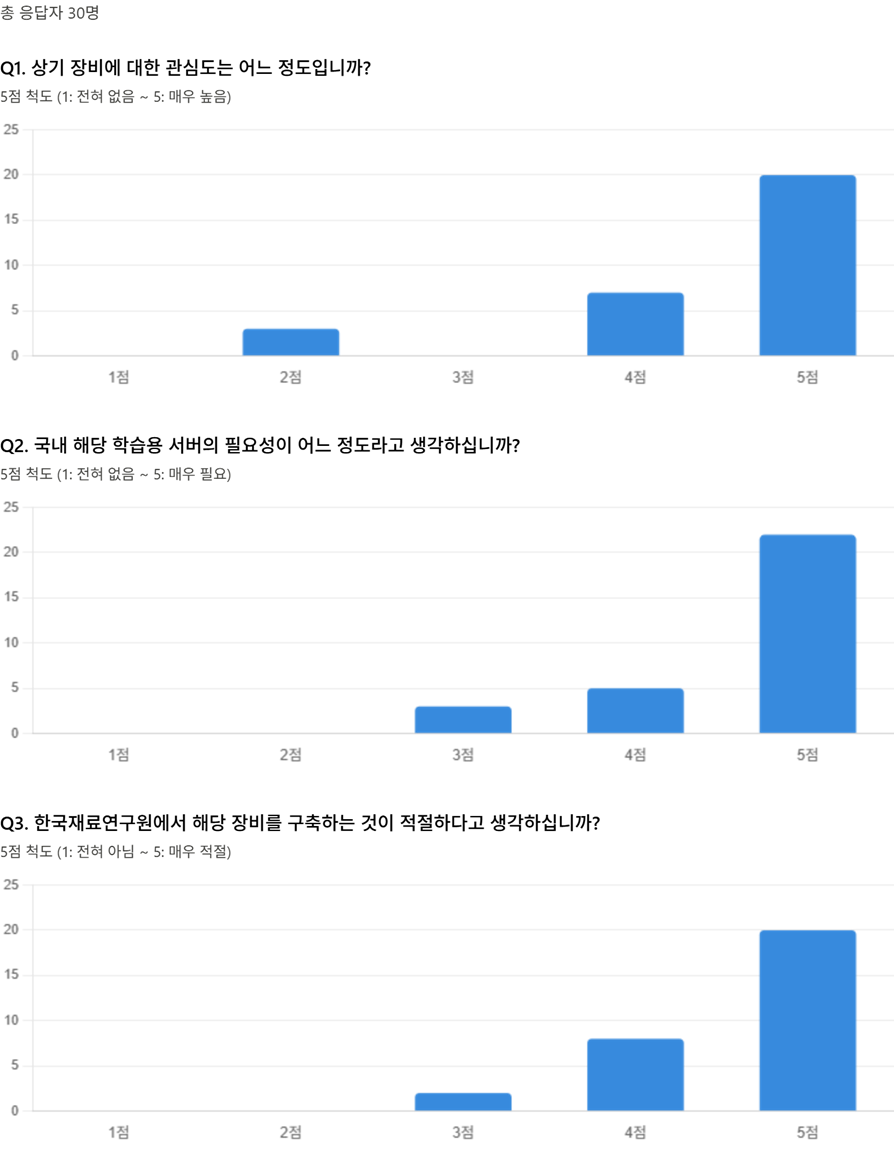 총 응답자 30명
Q1. 상기 장비에 대한 관심도는 어느 정도입니까?
5점 척도 (1: 전혀 없음 ~ 5: 매우 높음)
25
20
15
10
5
0
1점 2점 3점 4점 5점
Q2. 국내 해당 학습용 서버의 필요성이 어느 정도라고 생각하십니까?
5점 척도 (1: 전혀 없음 ~ 5: 매우 필요)
25
20
15
10
5
0
1점 2점 3점 4점 5점
Q3. 한국재료연구원에서 해당 장비를 구축하는 것이 적절하다고 생각하십니까?
5점 척도 (1: 전혀 아님 ~ 5: 매우 적절)
25
20
15
10
5
0
1점 2점 3점 4점 5점